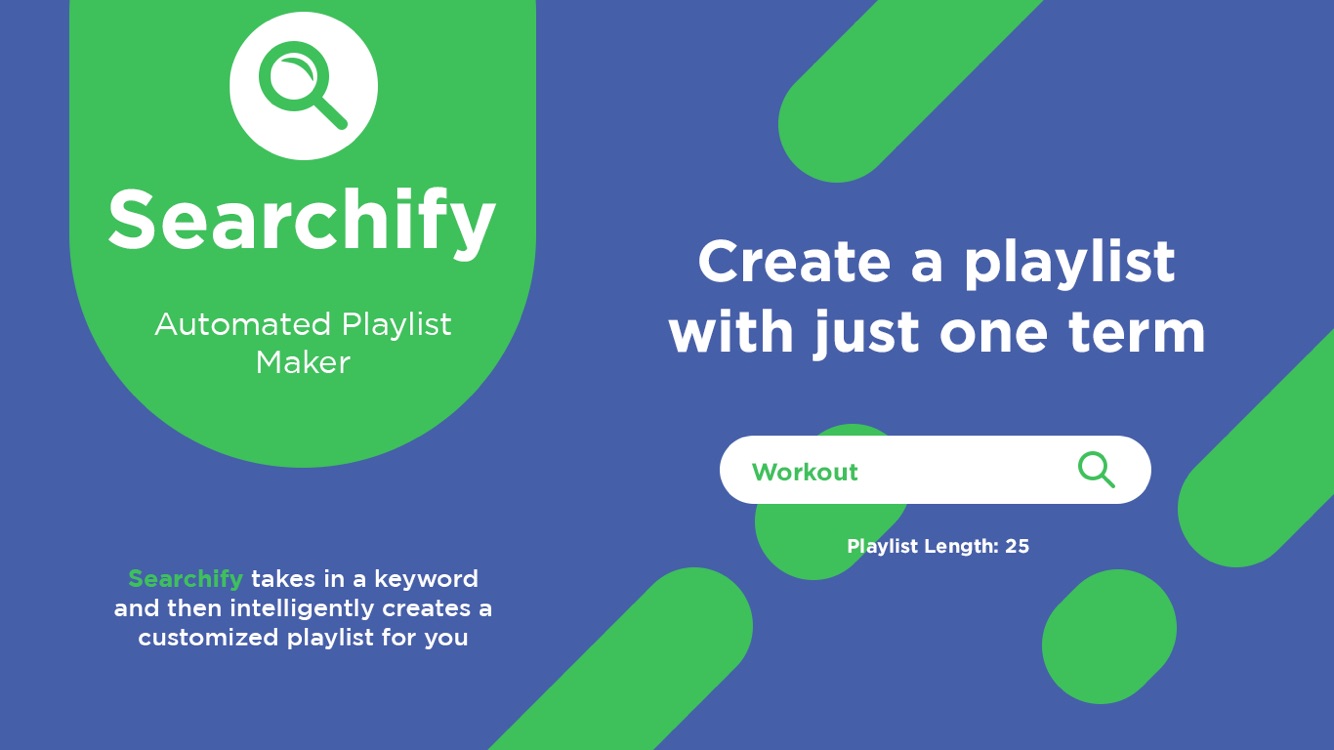 Searchify
Automated Playlist
Maker
Searchify takes in a keyword
and then intelligently creates a
customized playlist for you
Create a playlist
with just one term
Workout
Playlist Length: 25